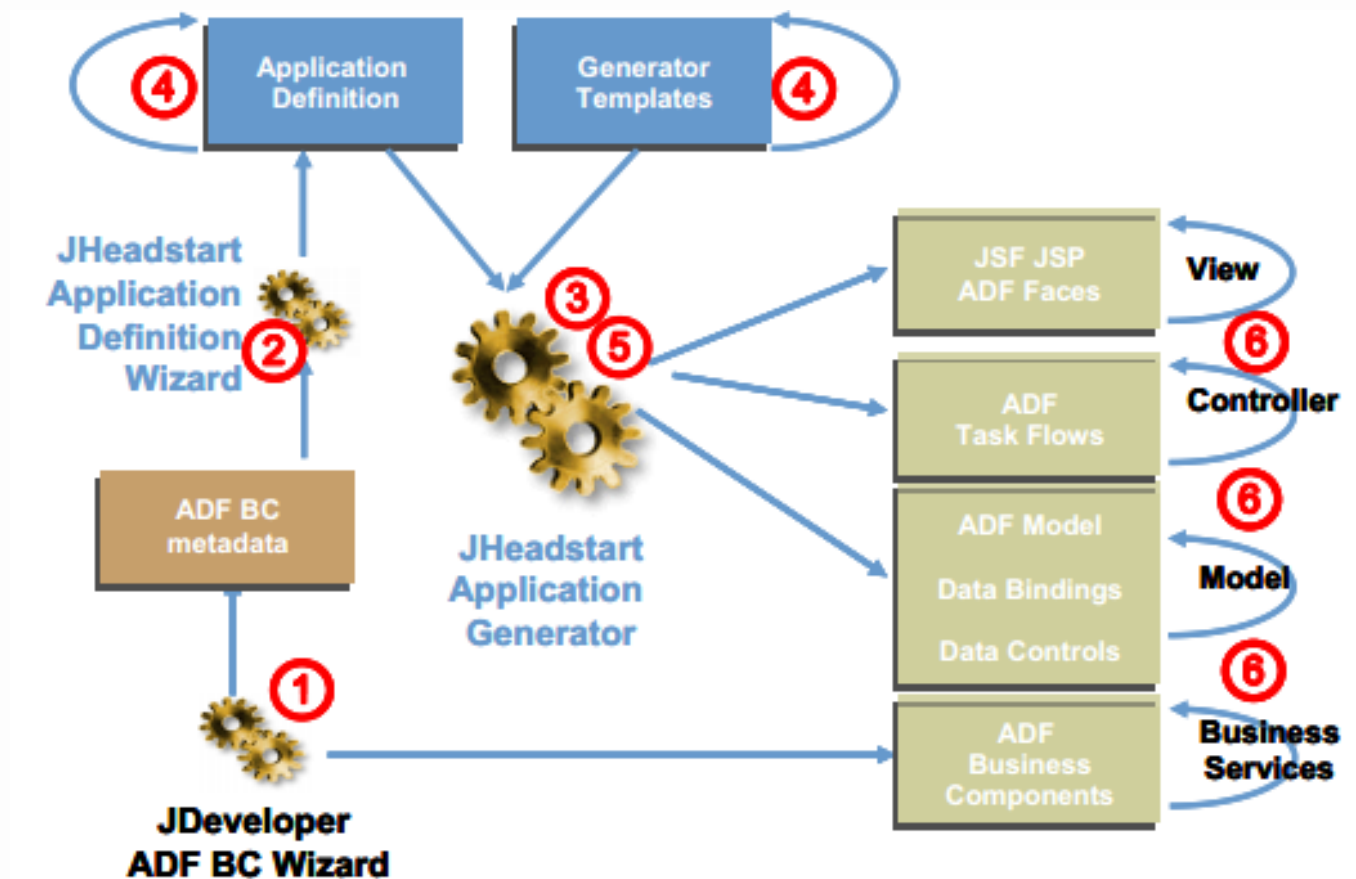 Application
Definition
4
Generator
Templates
4
JHeadstart
Application
Definition
Wizard
2
3
5
JSF JSP
ADF Faces
View
6
ADF
Task Flows
Controller
6
ADF BC
metadata
JHeadstart
Application
Generator
ADF Model
Data Bindings
Data Controls
Model
6
1
JDeveloper
ADF BC Wizard
ADF
Business
Components
Business
Services